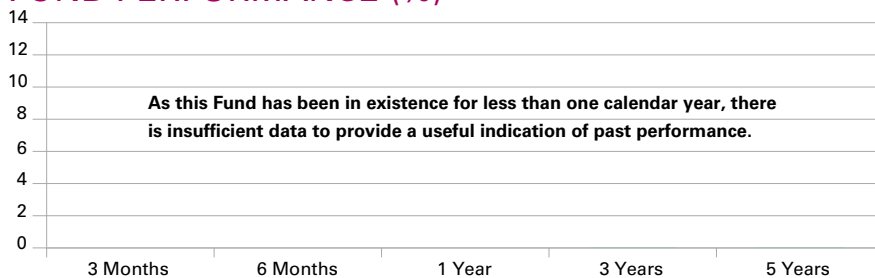 FUND PERFORMANCE (%)
14
12
10
As this Fund has been in existence for less than one calendar year, there
8
is insufficient data to provide a useful indication of past performance.
6
4
2
0
3 Months 6 Months 1 Year 3 Years 5 Years